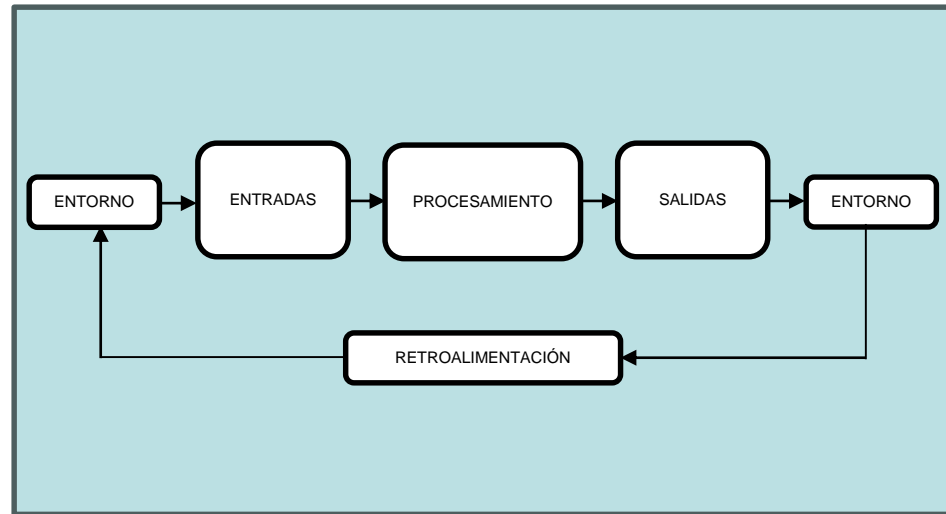 ENTORNO
ENTRADAS
PROCESAMIENTO
SALIDAS
ENTORNO
RETROALIMENTACIÓN